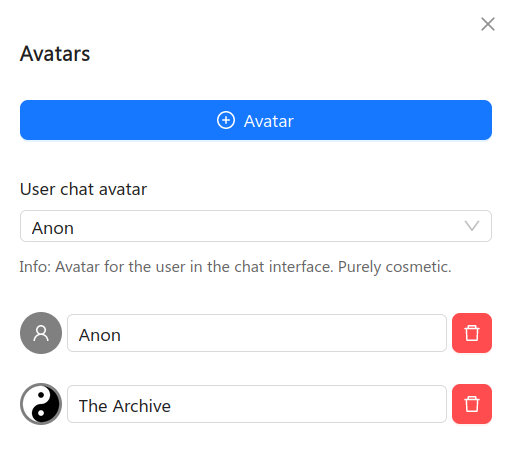 Avatars
Avatar
User chat avatar
Anon
Info: Avatar for the user in the chat interface. Purely cosmetic.
Anon
The Archive